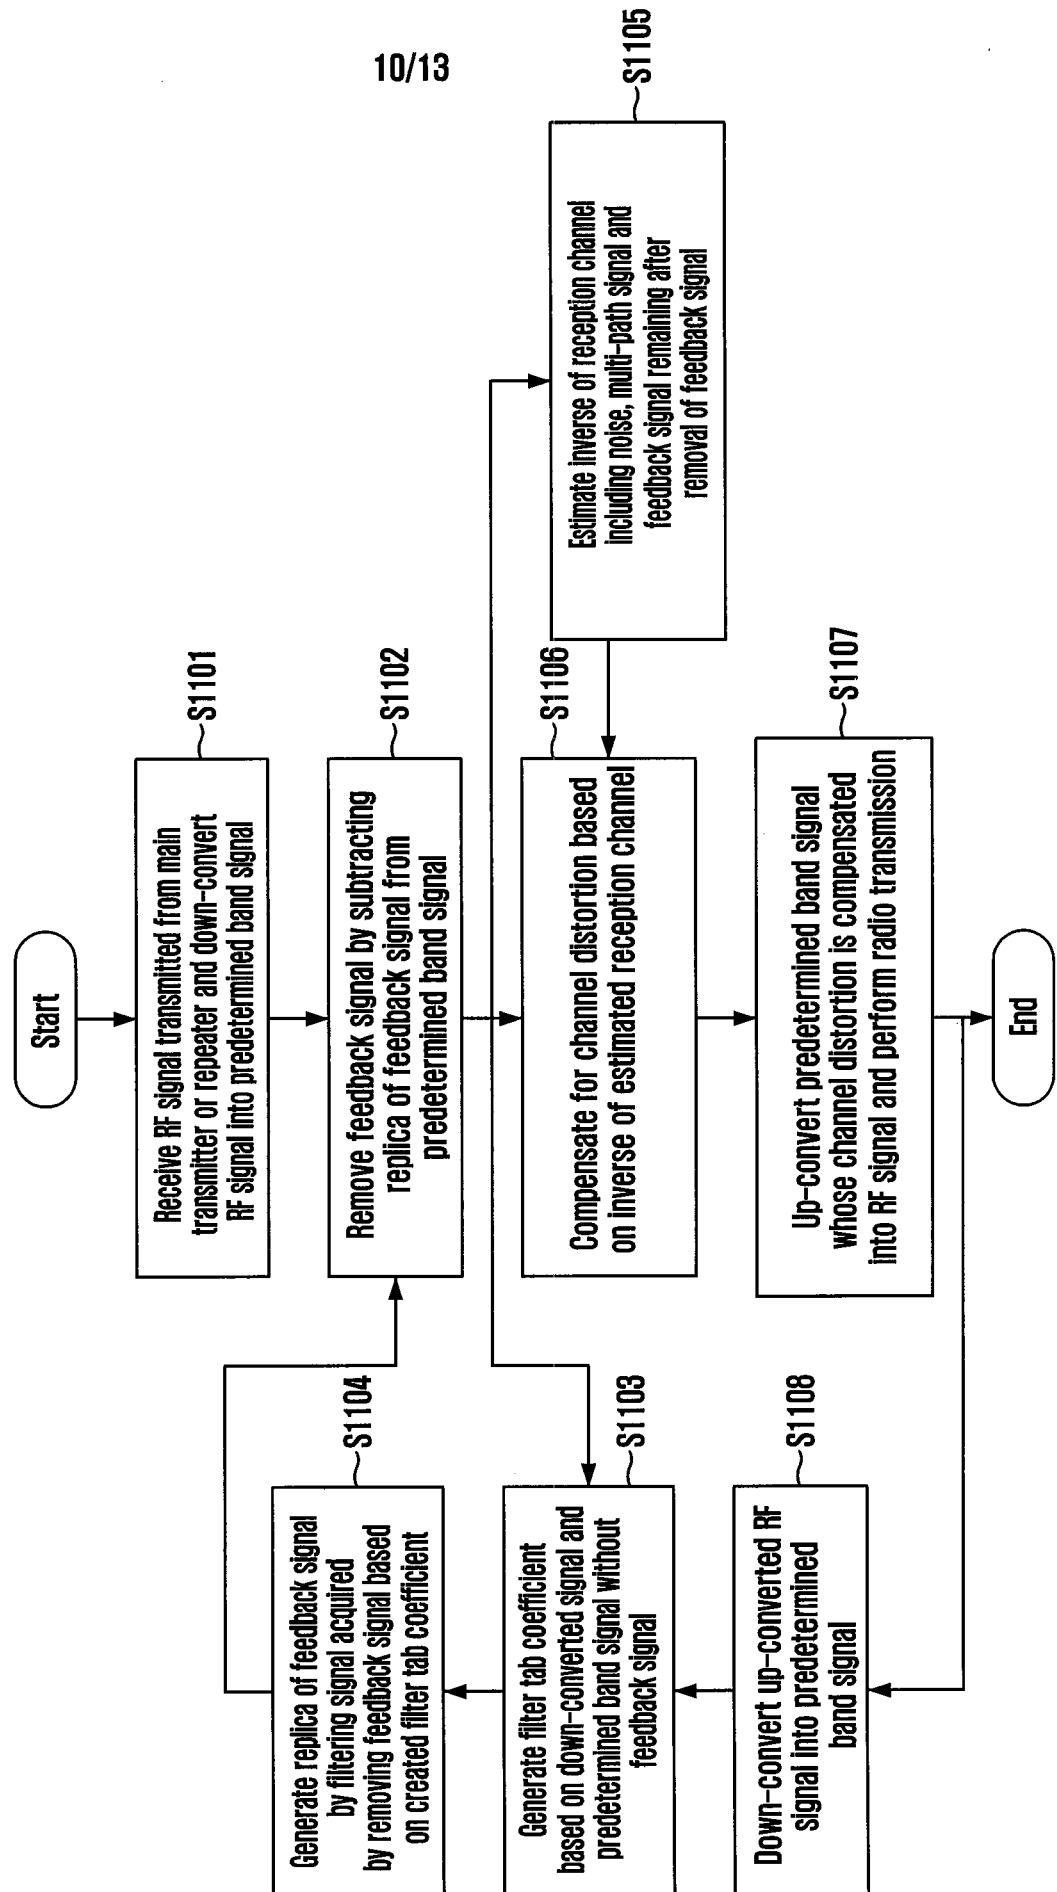 10/13
Start
Receive RF signal transmitted from main
transmitter or repeater and down-convert
RF signal into predetermined band signal
S1101
Remove feedback signal by subtracting
replica of feedback signal from
predetermined band signal
S1102
Generate replica of feedback signal
by filtering signal acquired
by removing feedback signal based
on created filter tab coefficient
S1104
Generate filter tab coefficient
based on down-converted signal and
predetermined band signal without
feedback signal
S1103
Compensate for channel distortion based
on inverse of estimated reception channel
S1106
Estimate inverse of reception channel
including noise, multi-path signal and
feedback signal remaining after
removal of feedback signal
S1105
Down-convert up-converted RF
signal into predetermined
band signal
S1108
Up-convert predetermined band signal
whose channel distortion is compensated
into RF signal and perform radio transmission
S1107
End